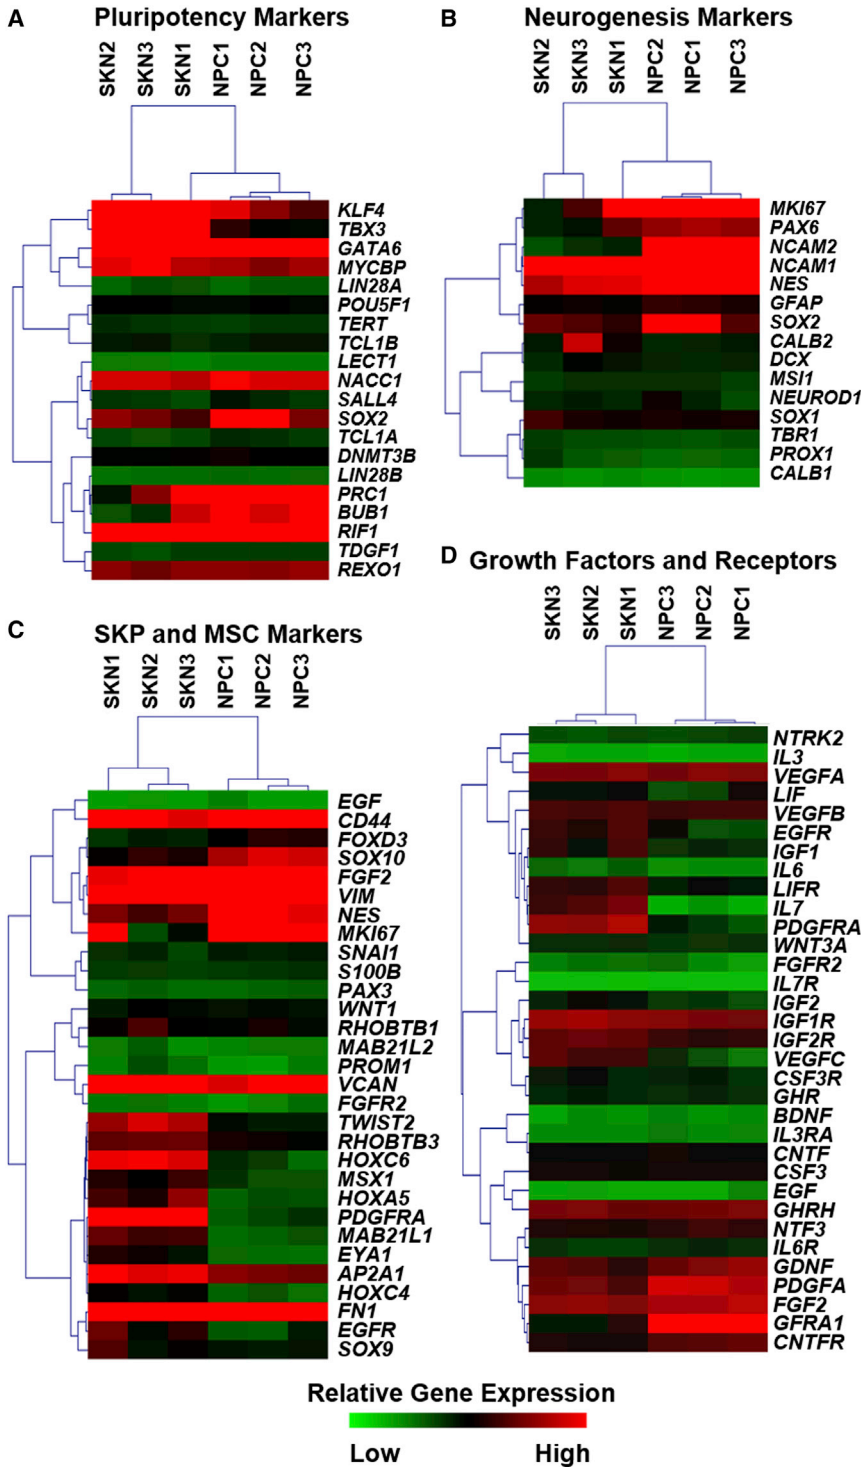 A
Pluripotency Markers
SKN2 SKN3 SKN1 NPC1 NPC2 NPC3
KLF4
TBX3
GATA6
MYCBP
LIN28A
POU5F1
TERT
TCL1B
LECT1
NACC1
SALL4
SOX2
TCL1A
DNMT3B
LIN28B
PRC1
BUB1
RIF1
TDGF1
REXO1
B
Neurogenesis Markers
SKN2 SKN3 SKN1 NPC2 NPC1 NPC3
MKI67
PAX6
NCAM2
NCAM1
NES
GFAP
SOX2
CALB2
DCX
MSI1
NEUROD1
SOX1
TBR1
PROX1
CALB1
C
SKP and MSC Markers
SKN1 SKN2 SKN3 NPC1 NPC2 NPC3
EGF
CD44
FOXD3
SOX10
FGF2
VIM
NES
MKI67
SNAI1
S100B
PAX3
WNT1
RHOBTB1
MAB21L2
PROM1
VCAN
FGFR2
TWIST2
RHOBTB3
HOXC6
MSX1
HOXA5
PDGFRA
MAB21L1
EYA1
AP2A1
HOXC4
FN1
EGFR
SOX9
D
Growth Factors and Receptors
SKN3 SKN2 SKN1 NPC3 NPC2 NPC1
NTRK2
IL3
VEGFA
LIF
VEGFB
EGFR
IGF1
IL6
LIFR
IL7
PDGFRA
WNT3A
FGFR2
IL7R
IGF2
IGF1R
IGF2R
VEGFC
CSF3R
GHR
BDNF
IL3RA
CNTF
CSF3
EGF
GHRH
NTF3
IL6R
GDNF
PDGFA
FGF2
GFRA1
CNTFR
Relative Gene Expression
Low High